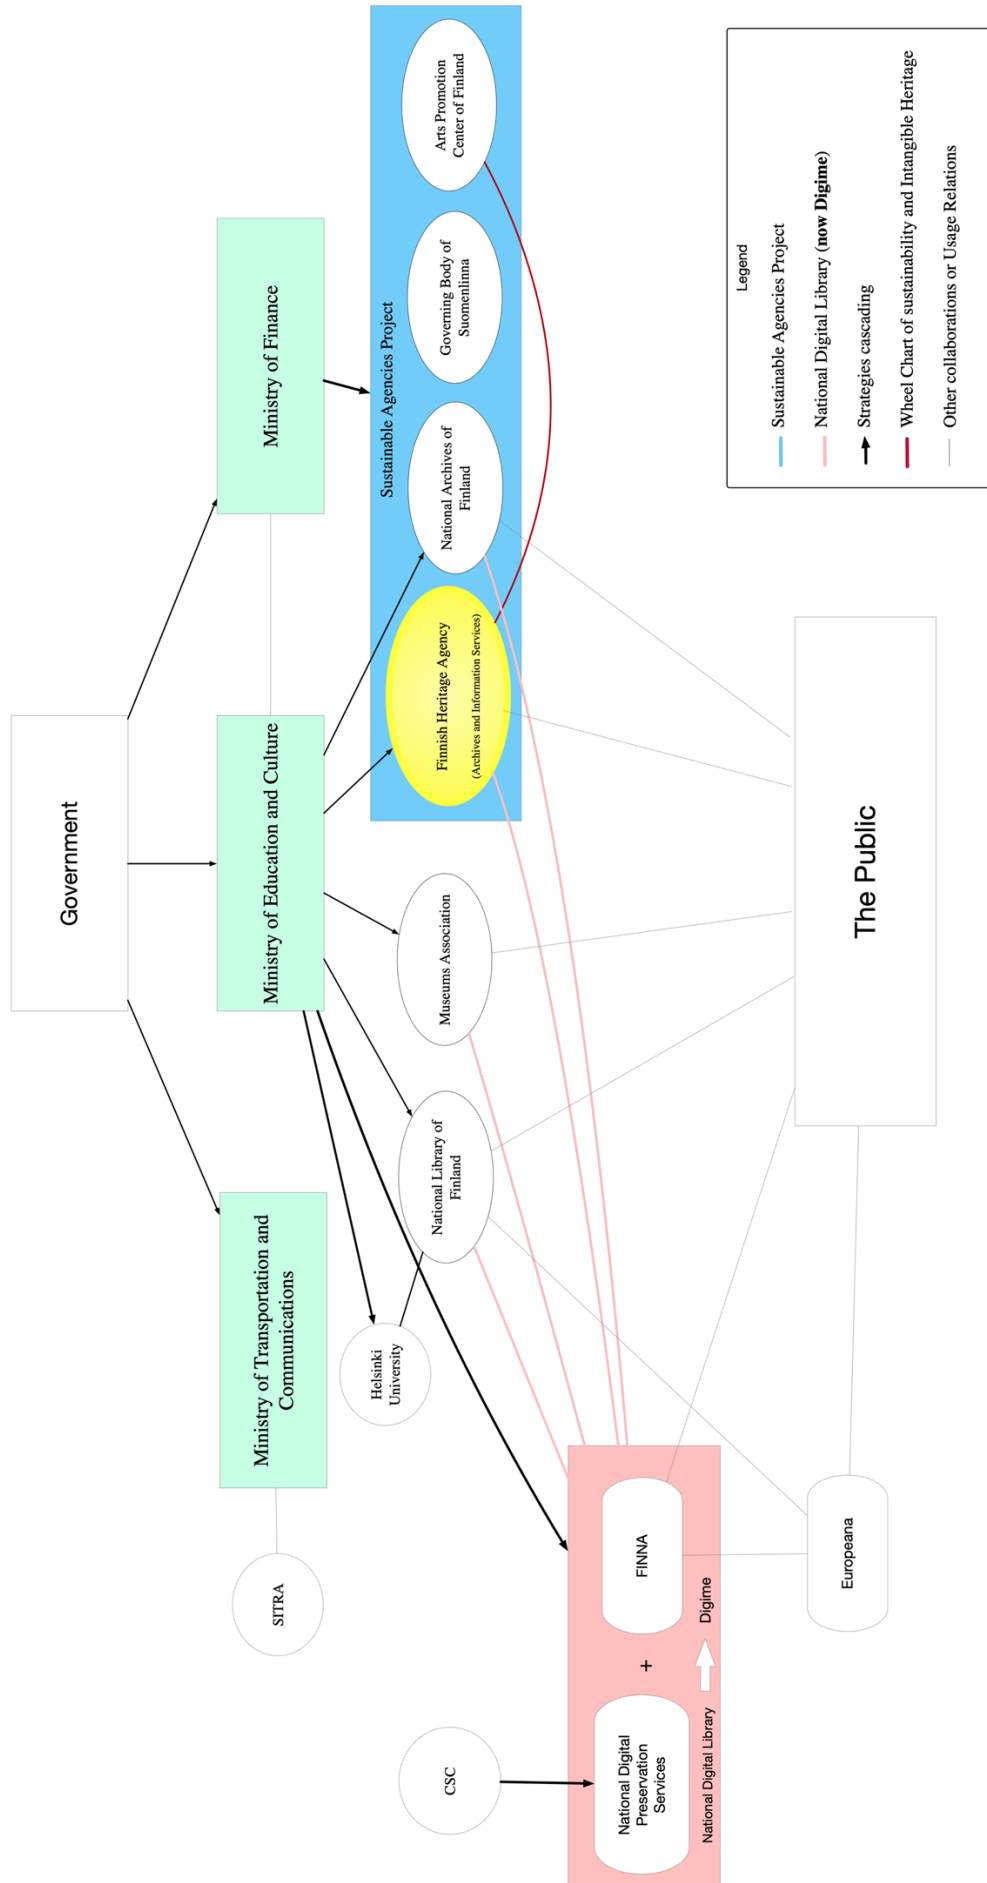 Government
Ministry of Transportation and
Communications
Ministry of Education and Culture
Ministry of Finance
SITRA
Helsinki
University
CSC
National Library of
Finland
Museums Association
Sustainable Agencies Project
Finnish Heritage Agency
(Archives and Information Services)
National Archives of
Finland
Governing Body of
Suomenlinna
Arts Promotion
Center of Finland
National Digital
Preservation
Services
+
FINNA
National Digital Library
Digime
Europeana
The Public
Legend
Sustainable Agencies Project
National Digital Library (now Digime)
Strategies cascading
Wheel Chart of sustainability and Intangible Heritage
Other collaborations or Usage Relations